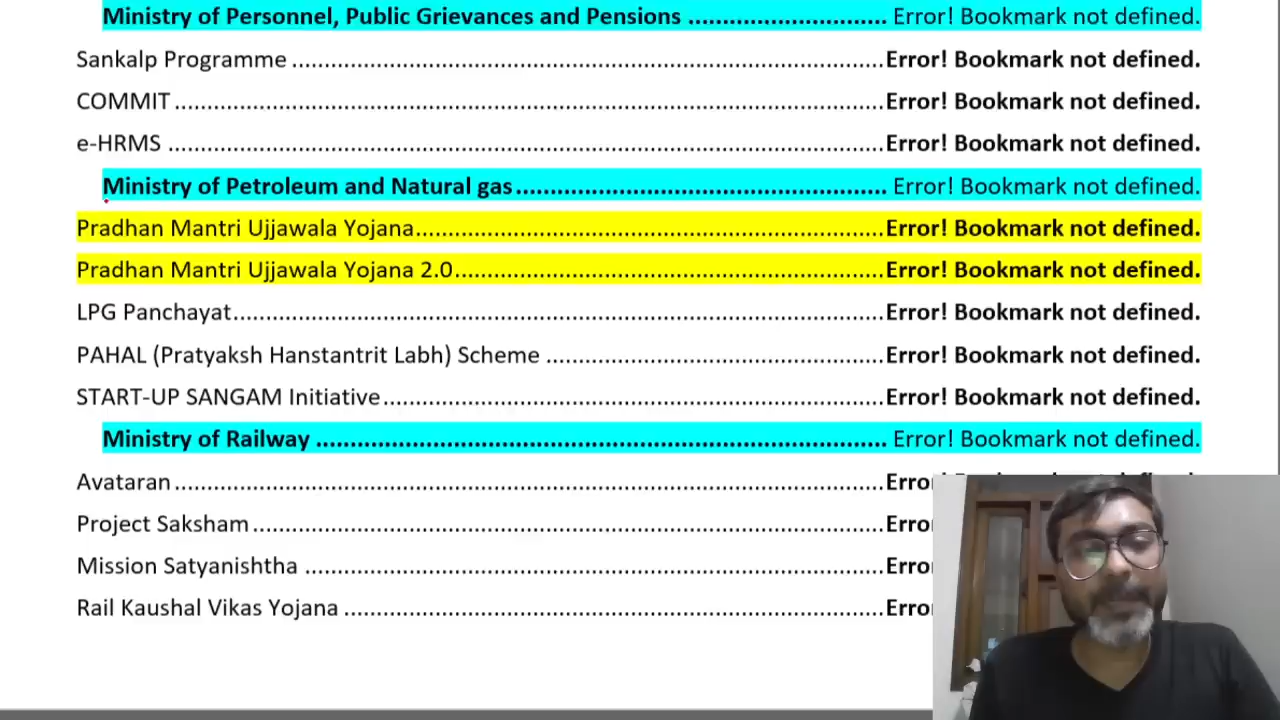 Ministry of Personnel, Public Grievances and Pensions ............................... Error! Bookmark not defined.
Sankalp Programme ............................................................................................Error! Bookmark not defined.
COMMIT ..............................................................................................................Error! Bookmark not defined.
e-HRMS ...............................................................................................................Error! Bookmark not defined.
Ministry of Petroleum and Natural gas.......................................................... Error! Bookmark not defined.
Pradhan Mantri Ujjawala Yojana.........................................................................Error! Bookmark not defined.
Pradhan Mantri Ujjawala Yojana 2.0...................................................................Error! Bookmark not defined.
LPG Panchayat.....................................................................................................Error! Bookmark not defined.
PAHAL (Pratyaksh Hanstantrit Labh) Scheme .....................................................Error! Bookmark not defined.
START-UP SANGAM Initiative..............................................................................Error! Bookmark not defined.
Ministry of Railway ......................................................................................... Error! Bookmark not defined.
Avataran..............................................................................................................Erro
Project Saksham..................................................................................................Erro
Mission Satyanishtha ..........................................................................................Erro
Rail Kaushal Vikas Yojana ....................................................................................Erro